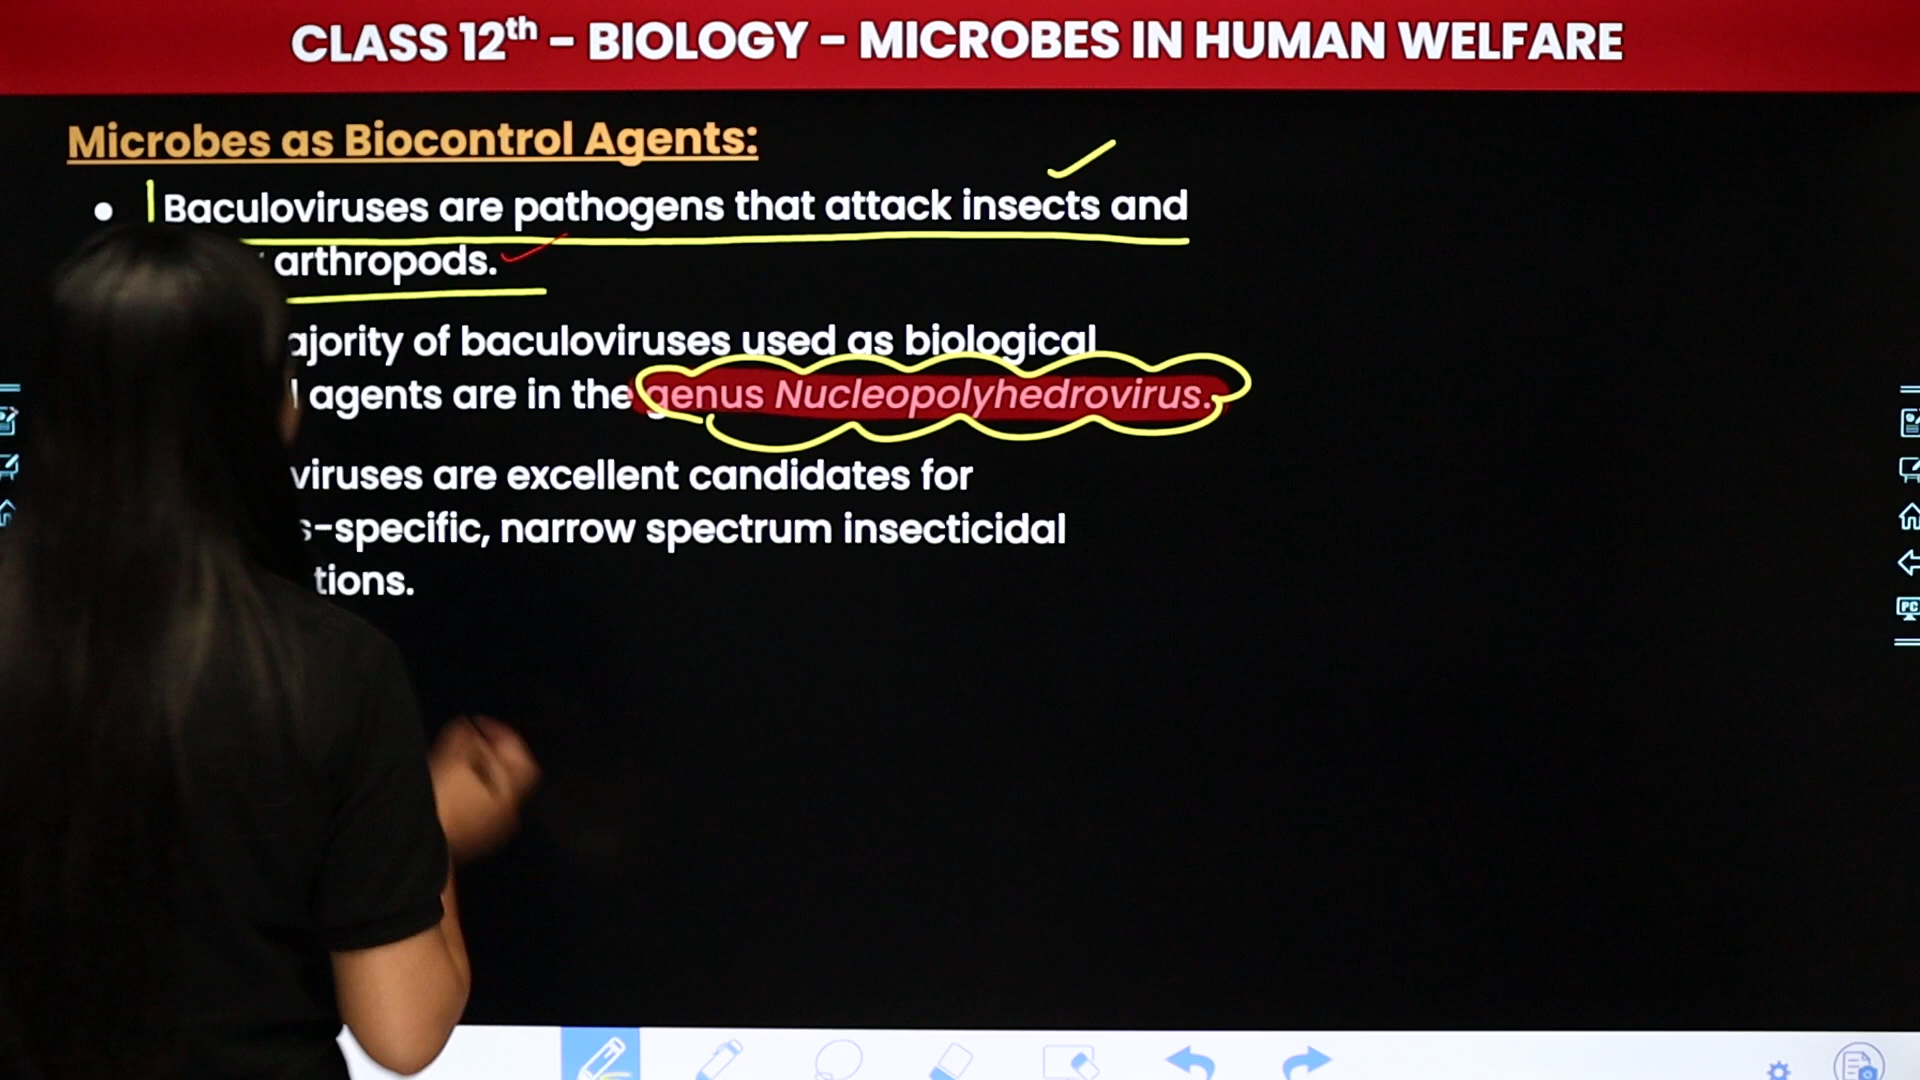 CLASS 12th - BIOLOGY - MICROBES IN HUMAN WELFARE
Microbes as Biocontrol Agents:
• Baculoviruses are pathogens that attack insects and
arthropods.
ajority of baculoviruses used as biological
agents are in the genus Nucleopolyhedrovirus.
viruses are excellent candidates for
s-specific, narrow spectrum insecticidal
tions.
PC